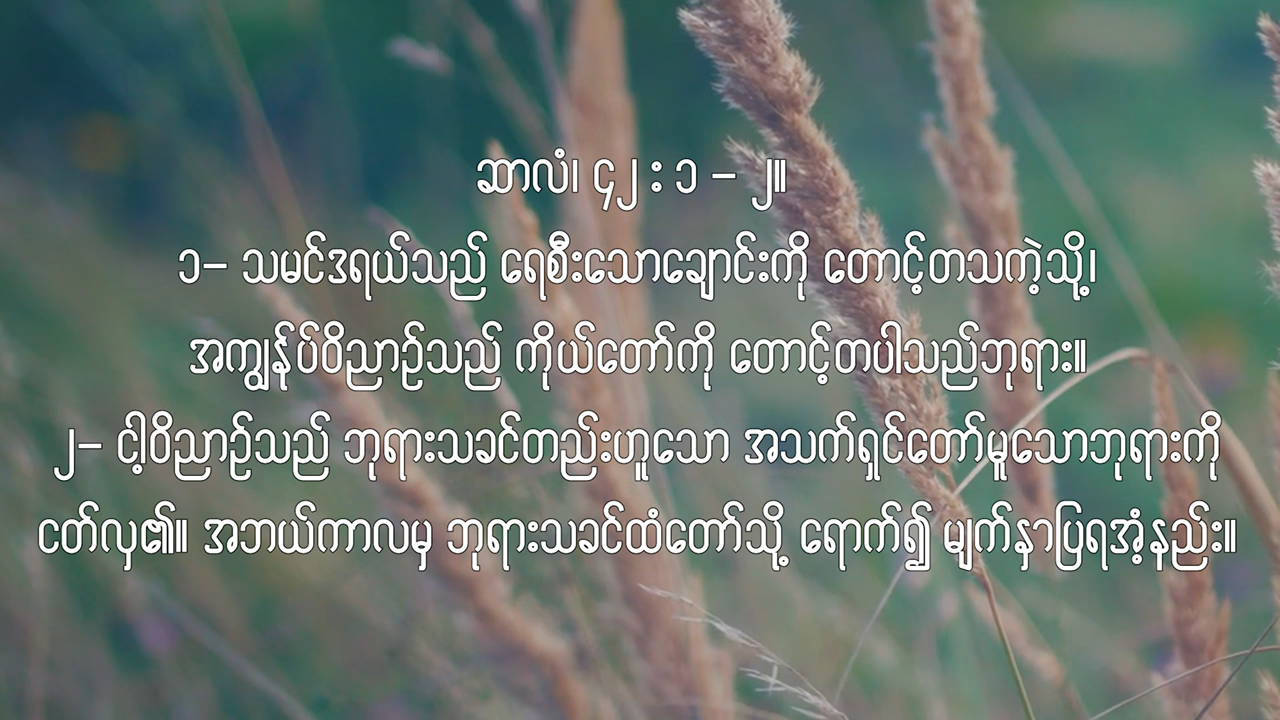 ဆာလံ၊ ၄၂ : ၁ – ၂။
၁– သမင်ဒရယ်သည် ရေစီးသောချောင်းကို တောင့်တသကဲ့သို့၊
အကျွန်ုပ်ဝိညာဉ်သည် ကိုယ်တော်ကို တောင့်တပါသည်ဘုရား။
၂– ငါ့ဝိညာဉ်သည် ဘုရားသခင်တည်းဟူသော အသက်ရှင်တော်မူသောဘုရားကို
ငတ်လှ၏။ အဘယ်ကာလမှ ဘုရားသခင်ထံတော်သို့ ရောက်၍ မျက်နှာပြရအံ့နည်း။